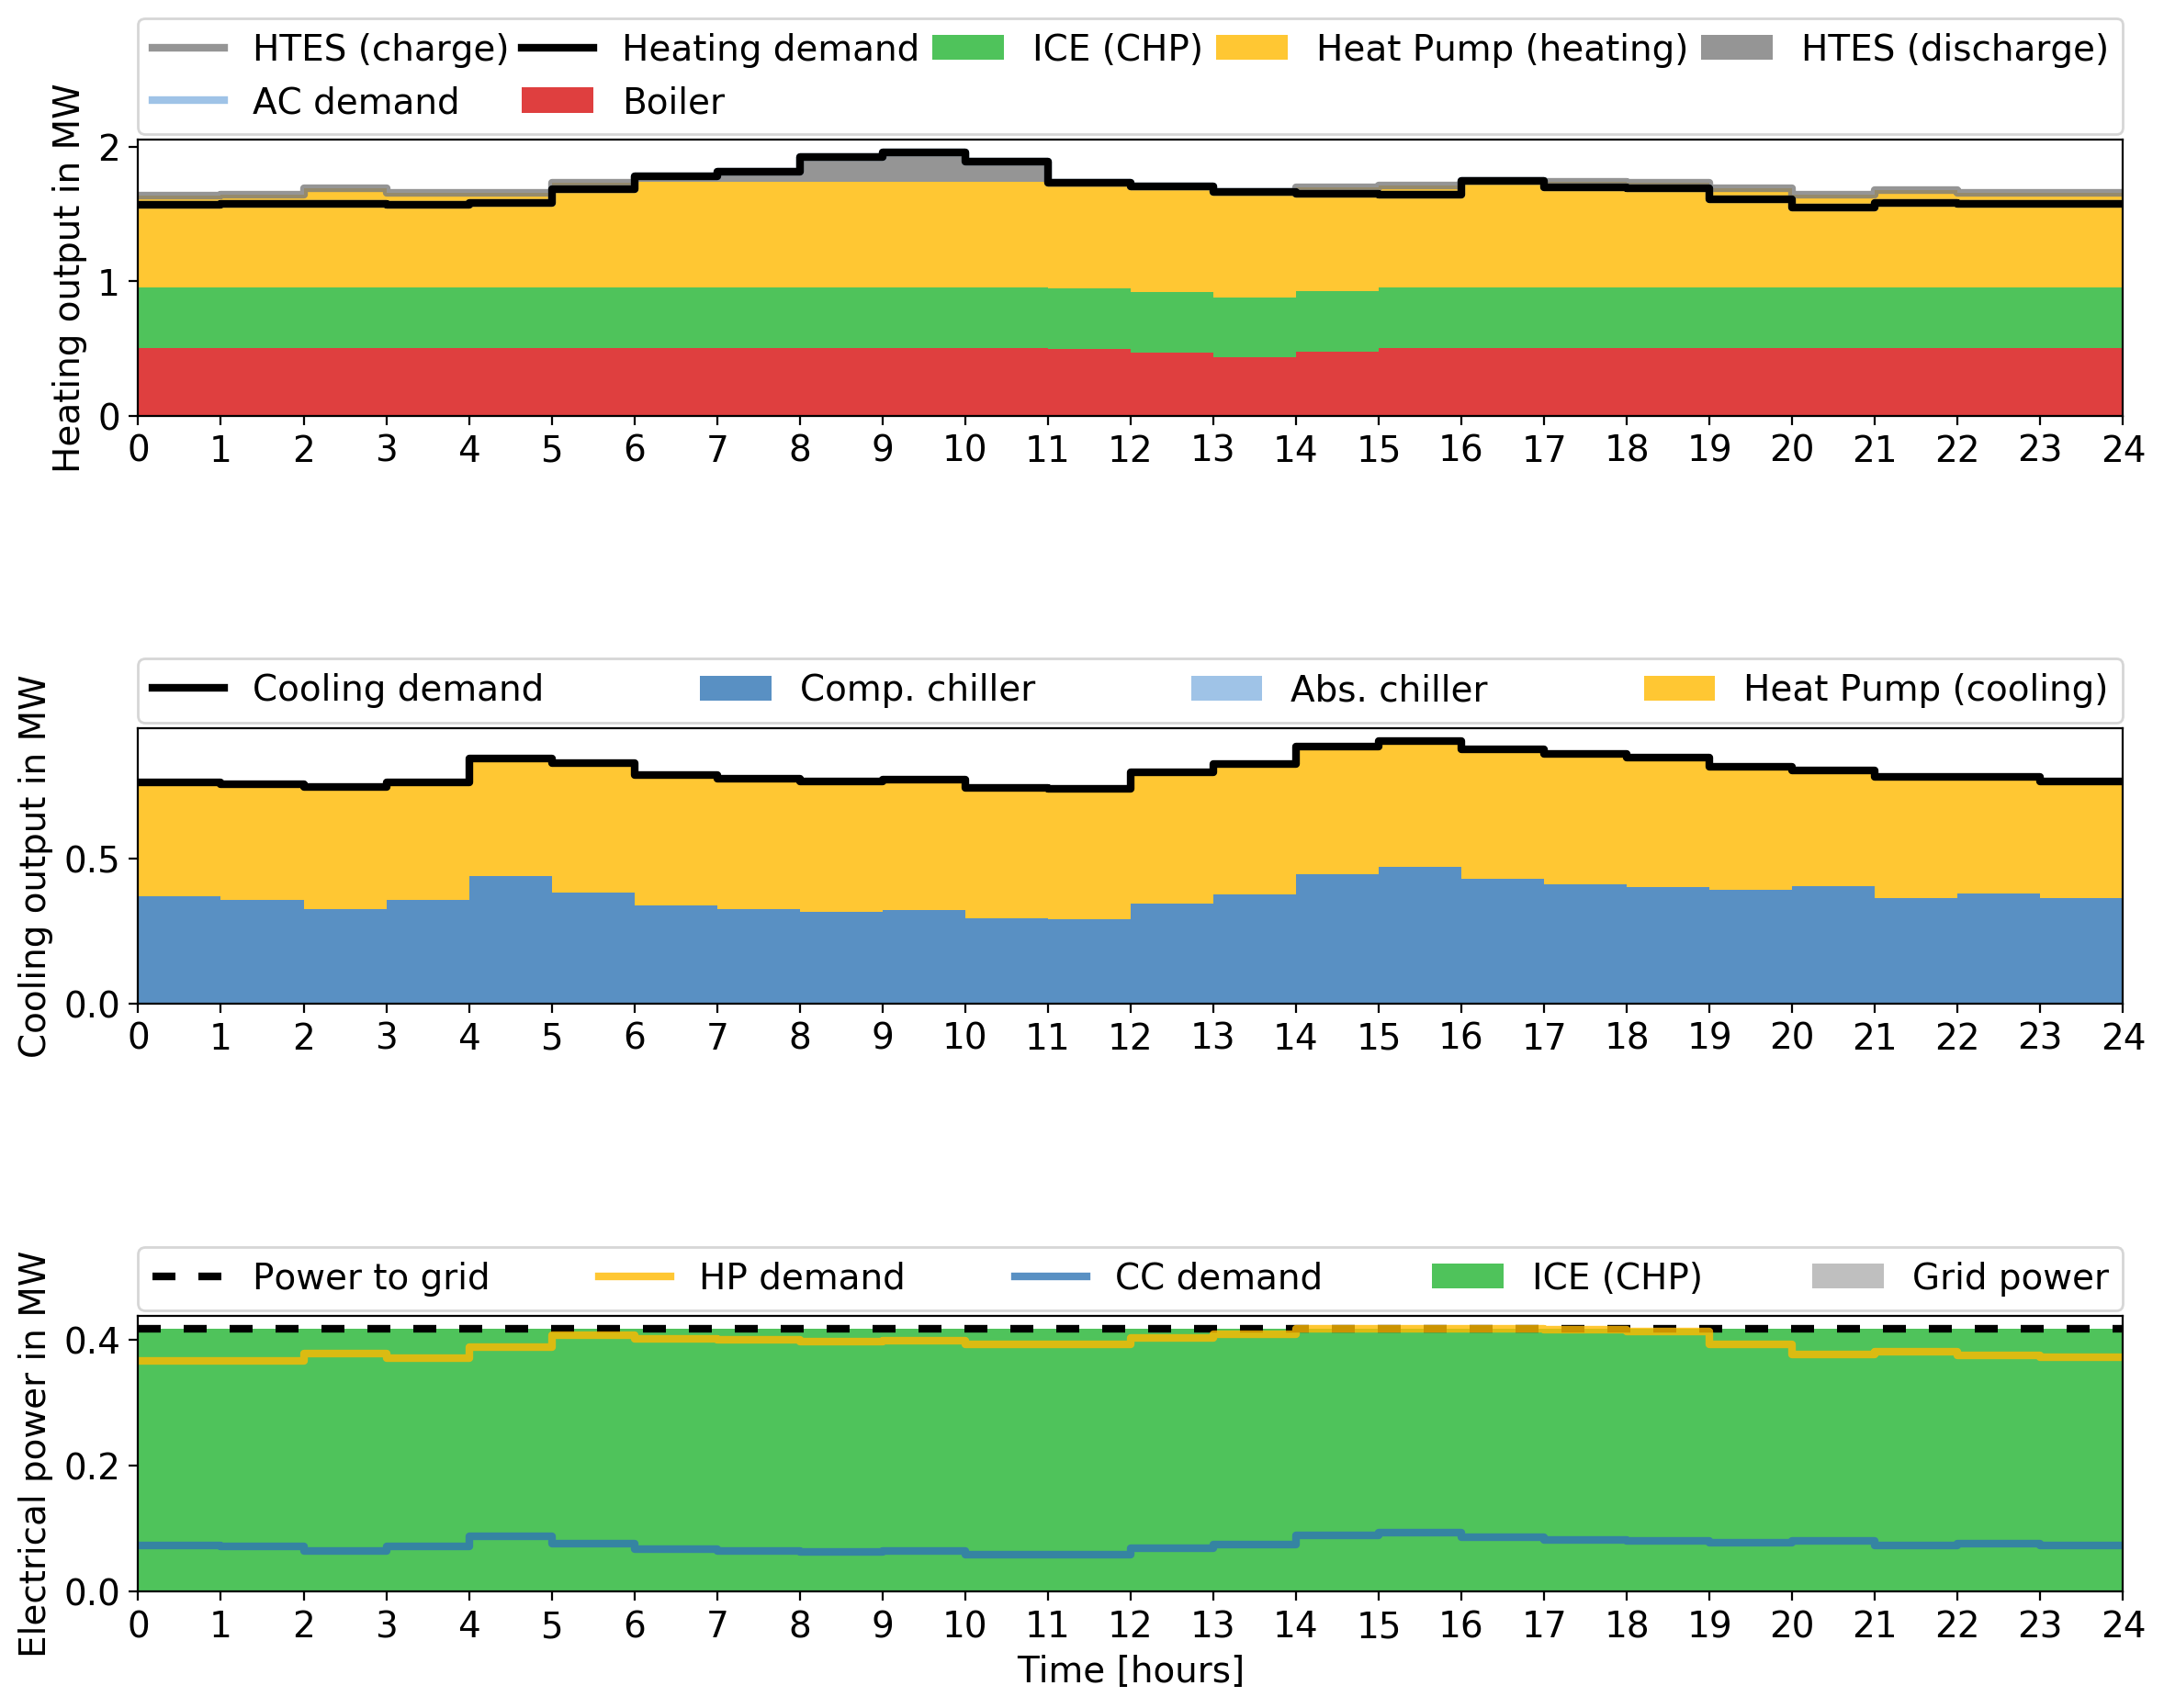 HTES (charge) Heating demand ICE (CHP) Heat Pump (heating) HTES (discharge)
AC demand Boiler
Heating output in MW
2
1
0
0 1 2 3 4 5 6 7 8 9 10 11 12 13 14 15 16 17 18 19 20 21 22 23 24
Cooling demand Comp. chiller Abs. chiller Heat Pump (cooling)
Cooling output in MW
0.5
0.0
0 1 2 3 4 5 6 7 8 9 10 11 12 13 14 15 16 17 18 19 20 21 22 23 24
Power to grid HP demand CC demand ICE (CHP) Grid power
Electrical power in MW
0.4
0.2
0.0
0 1 2 3 4 5 6 7 8 9 10 11 12 13 14 15 16 17 18 19 20 21 22 23 24
Time [hours]